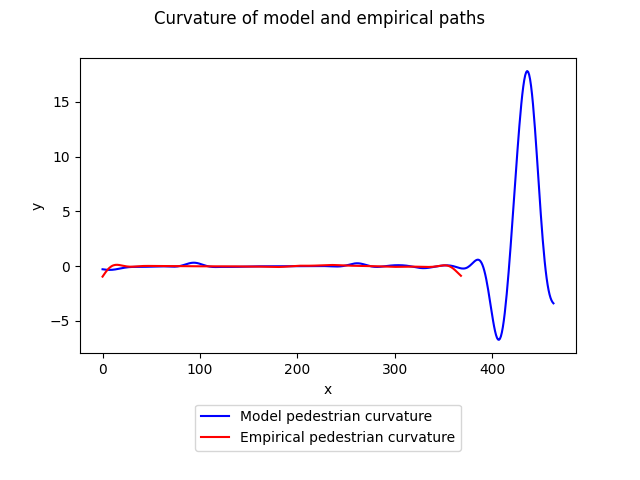 Curvature of model and empirical paths
15
10
5
0
−5
y
0 100 200 300 400
x
Model pedestrian curvature
Empirical pedestrian curvature